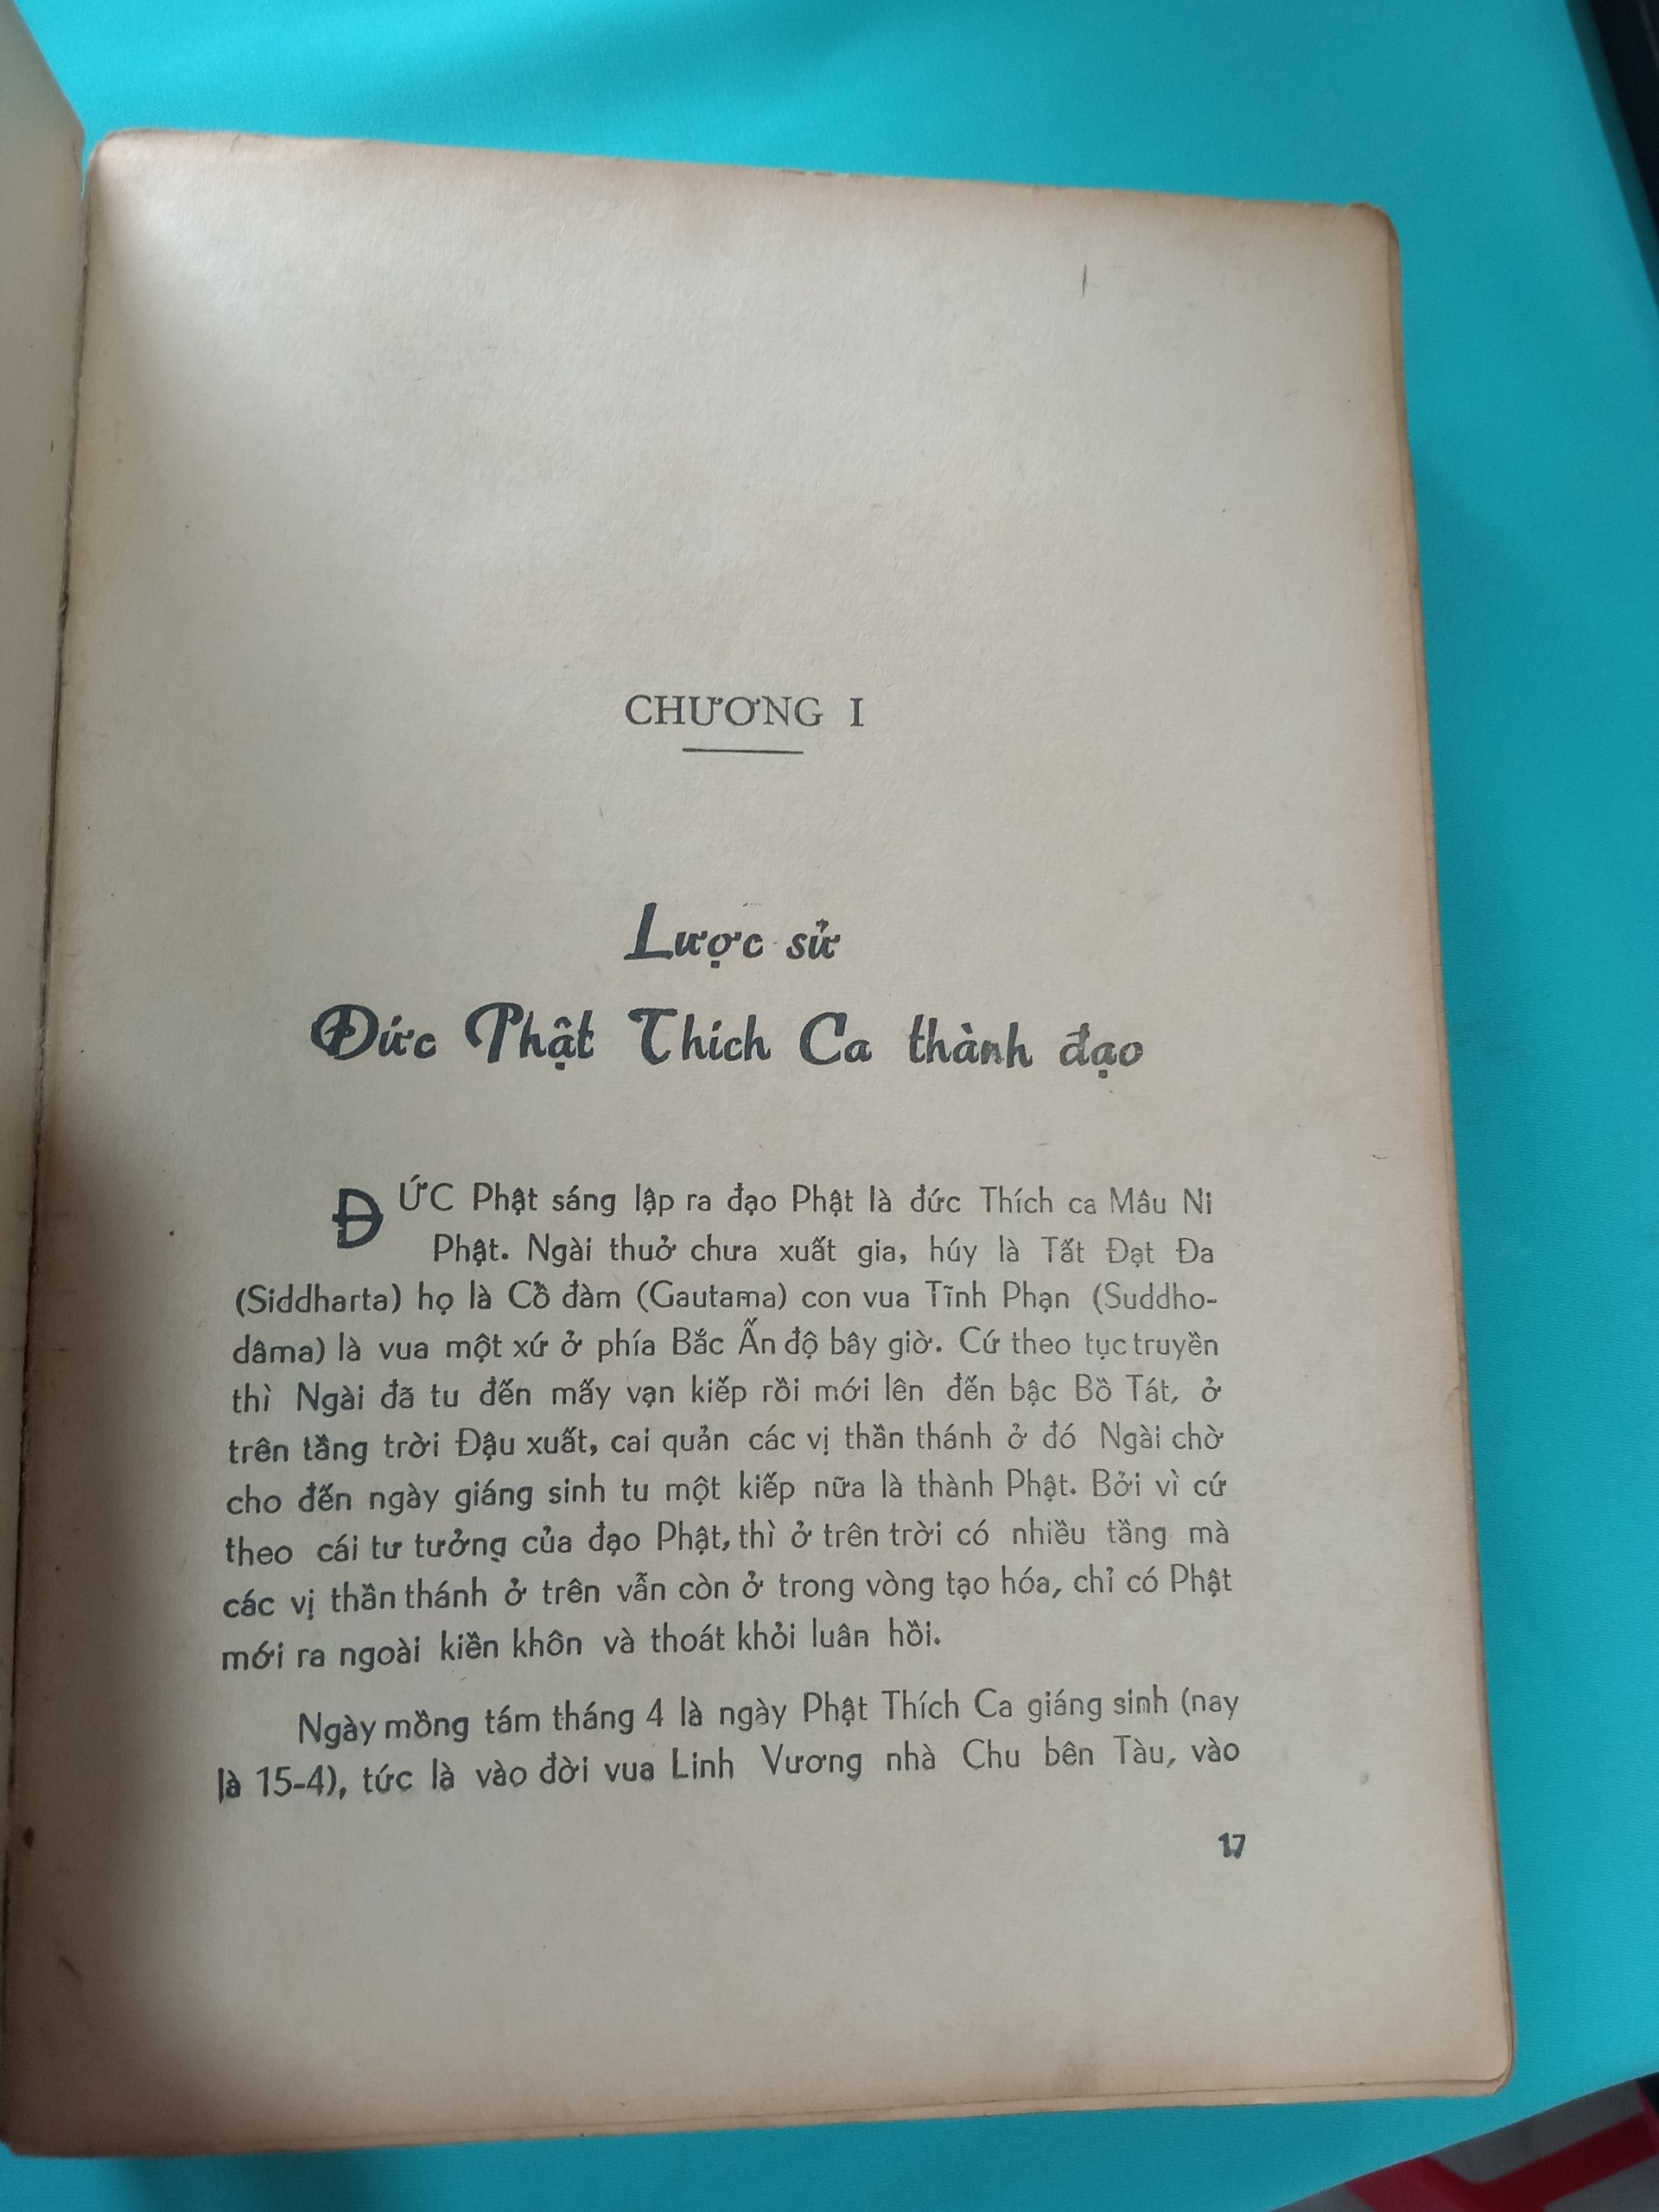 CHƯƠNG I
Lược sử
Đức Phật Thích Ca thành đạo
ĐỨC Phật sáng lập ra đạo Phật là đức Thích ca Mâu Ni
Phật. Ngài thuở chưa xuất gia, húy là Tất Đạt Đa
(Siddharta) họ là Cồ đàm (Gautama) con vua Tĩnh Phạn (Suddho-
dâma) là vua một xứ ở phía Bắc Ấn độ bây giờ. Cứ theo tục truyền
thì Ngài đã tu đến mấy vạn kiếp rồi mới lên đến bậc Bồ Tát, ở
trên tầng trời Đậu xuất, cai quản các vị thần thánh ở đó Ngài chờ
cho đến ngày giáng sinh tu một kiếp nữa là thành Phật. Bởi vì cứ
theo cái tư tưởng của đạo Phật, thì ở trên trời có nhiều tầng mà
các vị thần thánh ở trên vẫn còn ở trong vòng tạo hóa, chỉ có Phật
mới ra ngoài kiền khôn và thoát khỏi luân hồi.
Ngày mồng tám tháng 4 là ngày Phật Thích Ca giáng sinh (nay
là 15-4), tức là vào đời vua Linh Vương nhà Chu bên Tàu, vào
17